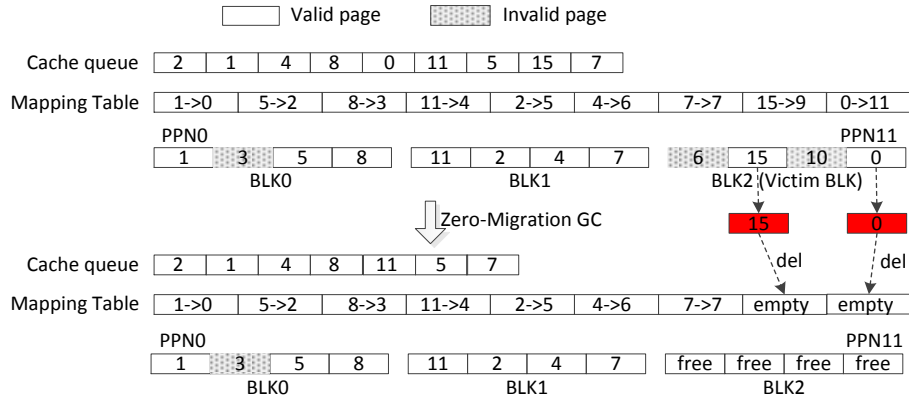 Valid page Invalid page
Cache queue 2 1 4 8 0 11 5 15 7
Mapping Table 1->0 5->2 8->3 11->4 2->5 4->6 7->7 15->9 0->11
PPN0 PPN11
1 3 5 8 11 2 4 7 6 15 10 0
BLK0 BLK1 BLK2 (Victim BLK)
15 0
Zero-Migration GC
Cache queue 2 1 4 8 11 5 7
del del
Mapping Table 1->0 5->2 8->3 11->4 2->5 4->6 7->7 empty empty
PPN0 PPN11
1 3 5 8 11 2 4 7 free free free free
BLK0 BLK1 BLK2